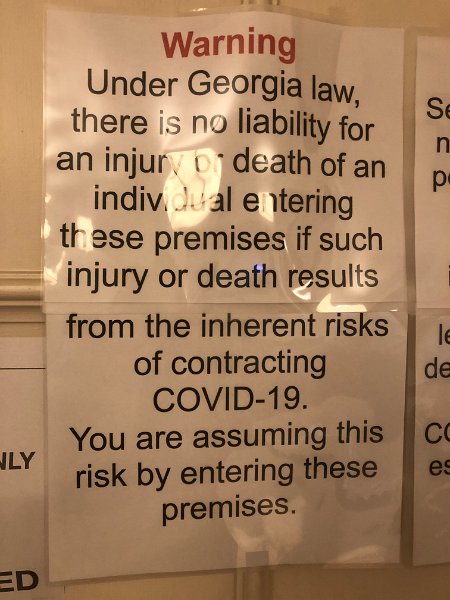 Warning
Under Georgia law,
there is no liability for
an injury or death of an
individual entering
these premises if such
injury or death results
from the inherent risks
of contracting
COVID-19.
You are assuming this
risk by entering these
premises.